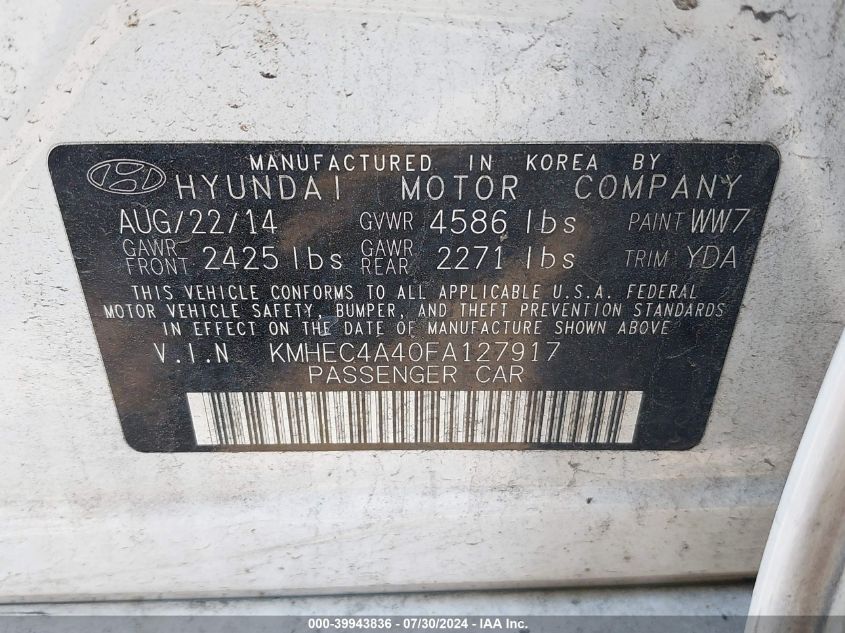 MANUFACTURED IN KOREA BY
HYUNDAI MOTOR COMPANY
AUG/22/14 GVWR 4586 lbs PAINT WW7
GAWR FRONT 2425 lbs GAWR REAR 2271 lbs TRIM YDA
THIS VEHICLE CONFORMS TO ALL APPLICABLE U.S.A. FEDERAL
MOTOR VEHICLE SAFETY, BUMPER, AND THEFT PREVENTION STANDARDS
IN EFFECT ON THE DATE OF MANUFACTURE SHOWN ABOVE
V.I.N KMHEC4A40FA127917
PASSENGER CAR
000-39943836 - 07/30/2024 - IAA Inc.